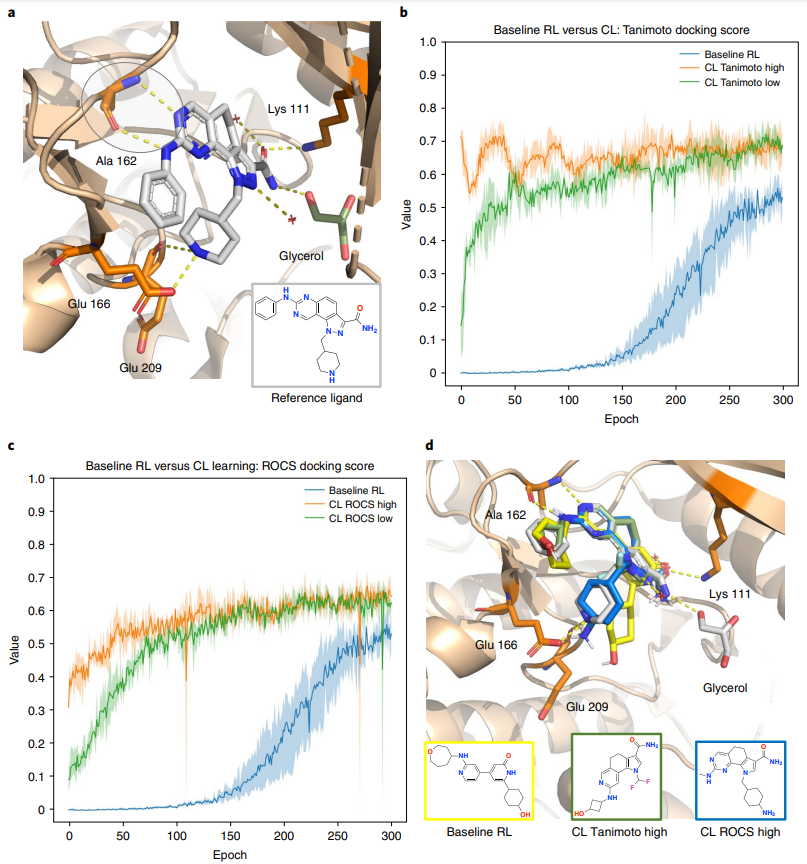 a
Lys 111
Ala 162
Glycerol
Glu 166
Glu 209
H
N
N
N
O
NH2
N
N
N
H
Reference ligand
b
Baseline RL versus CL: Tanimoto docking score
Baseline RL
CL Tanimoto high
CL Tanimoto low
1.0
0.9
0.8
0.7
0.6
0.5
0.4
0.3
0.2
0.1
0
Value
0 50 100 150 200 250 300
Epoch
c
Baseline RL versus CL learning: ROCS docking score
Baseline RL
CL ROCS high
CL ROCS low
1.0
0.9
0.8
0.7
0.6
0.5
0.4
0.3
0.2
0.1
0
Value
0 50 100 150 200 250 300
Epoch
d
Ala 162
Lys 111
Glu 166
Glycerol
Glu 209
O
NH
N
O
NH
OH
Baseline RL
O
NH2
N
N
F
F
NH
HO
CL Tanimoto high
O
NH2
N
N
N
N
H
NH2
CL ROCS high